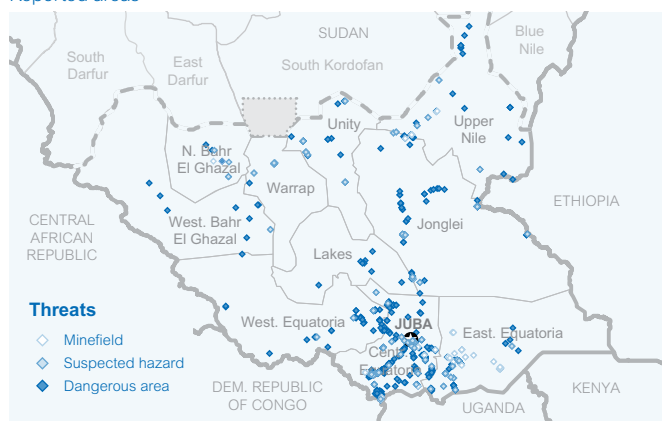 Reported areas
SUDAN
Blue
Nile
South
Darfur
East
Darfur
South Kordofan
Unity
Upper
Nile
N. Bahr
El Ghazal
Warrap
ETHIOPIA
CENTRAL
AFRICAN
REPUBLIC
West. Bahr
El Ghazal
Jonglei
Lakes
Threats
Minefield
Suspected hazard
Dangerous area
West. Equatoria
JUBA
East. Equatoria
Cent.
Equatoria
DEM. REPUBLIC
OF CONGO
UGANDA
KENYA